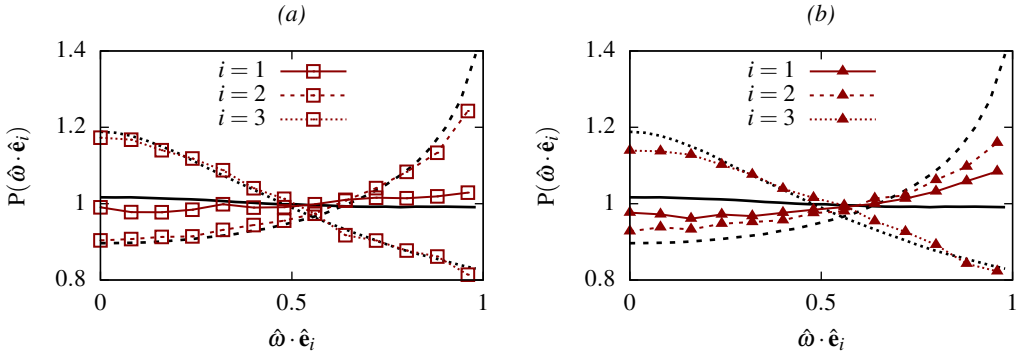 (a)
1.4
1.2
1
0.8
P(ω̂ · ê_i)
i = 1
i = 2
i = 3
0
0.5
1
ω̂ · ê_i
(b)
1.4
1.2
1
0.8
P(ω̂ · ê_i)
i = 1
i = 2
i = 3
0
0.5
1
ω̂ · ê_i